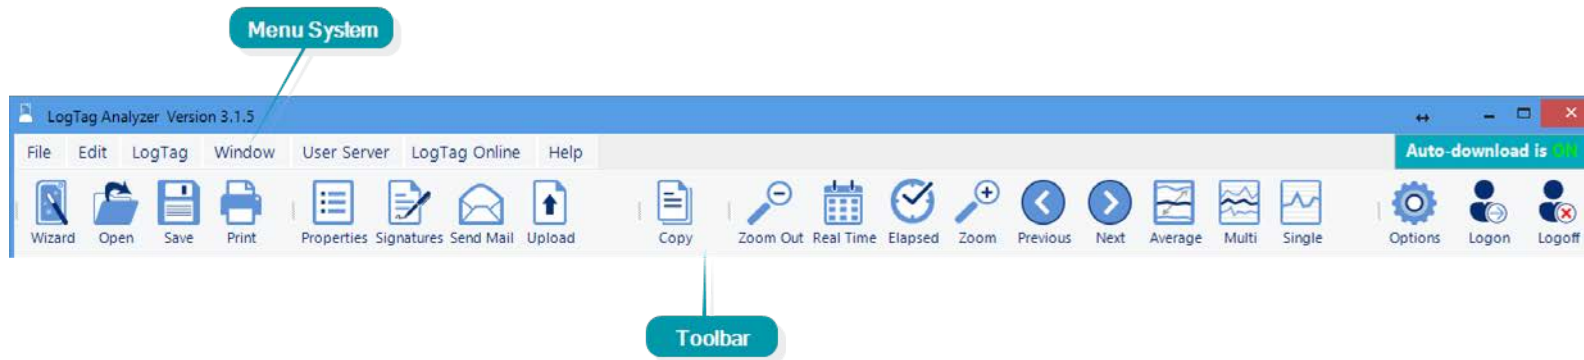 Menu System
LogTag Analyzer Version 3.1.5
File Edit LogTag Window User Server LogTag Online Help Auto-download is ON
Wizard Open Save Print Properties Signatures Send Mail Upload Copy Zoom Out Real Time Elapsed Zoom Previous Next Average Multi Single Options Logon Logoff
Toolbar